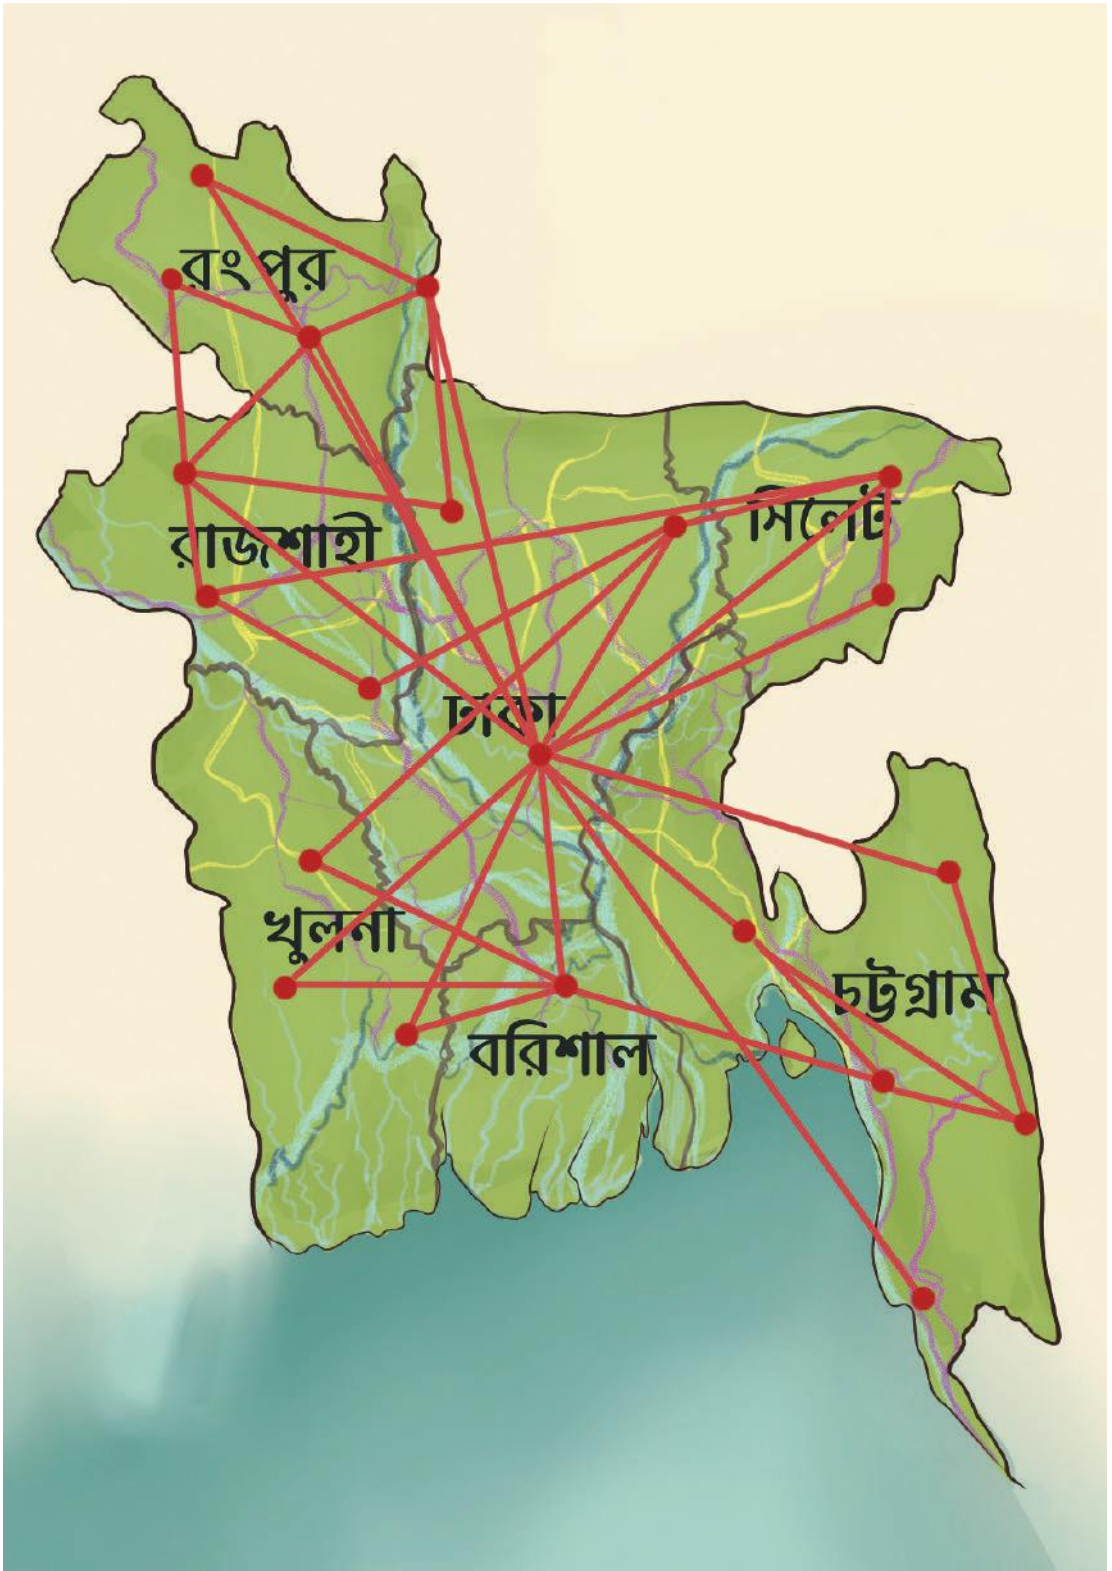 রংপুর
সিলেট
রাজশাহী
ঢাকা
খুলনা
চট্টগ্রাম
বরিশাল